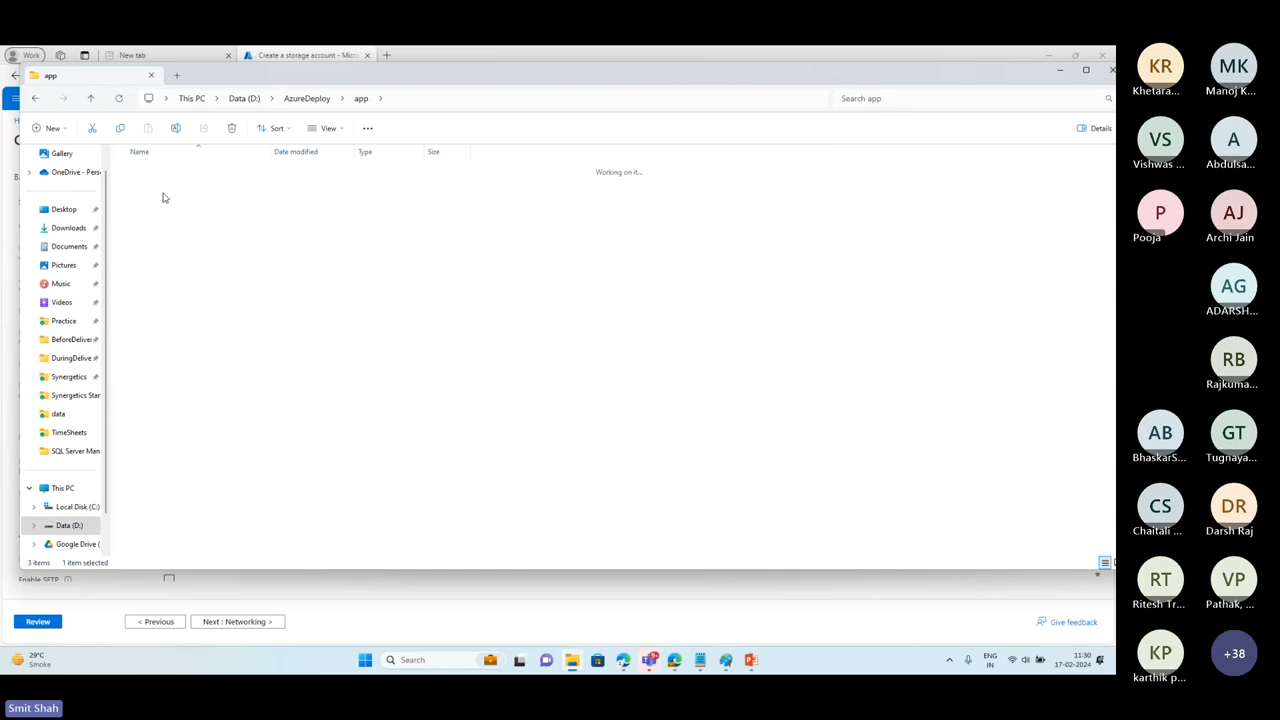 Work
New tab
Create a storage account - Micro
app
This PC
Data (D:)
AzureDeploy
app
Search app
New
Sort
View
Details
Name
Date modified
Type
Size
Working on it...
Gallery
OneDrive - Pers
Desktop
Downloads
Documents
Pictures
Music
Videos
Practice
BeforeDeliver
DuringDelive
Synergetics
Synergetics Star
data
TimeSheets
SQL Server Man
This PC
Local Disk (C:)
Data (D:)
Google Drive (
3 items 1 item selected
Enable SFTP
Review
< Previous
Next : Networking >
Give feedback
29°C
Smoke
Search
ENG
IN
11:30
17-02-2024
KR
Khetara...
MK
Manoj K...
VS
Vishwas ...
A
Abdulsa...
P
Pooja
AJ
Archi Jain
AG
ADARSH...
RB
Rajkuma...
AB
BhaskarS...
GT
Tugnaya...
CS
Chaitali ...
DR
Darsh Raj
RT
Ritesh Tr...
VP
Pathak, ...
KP
karthik p...
+38
Smit Shah